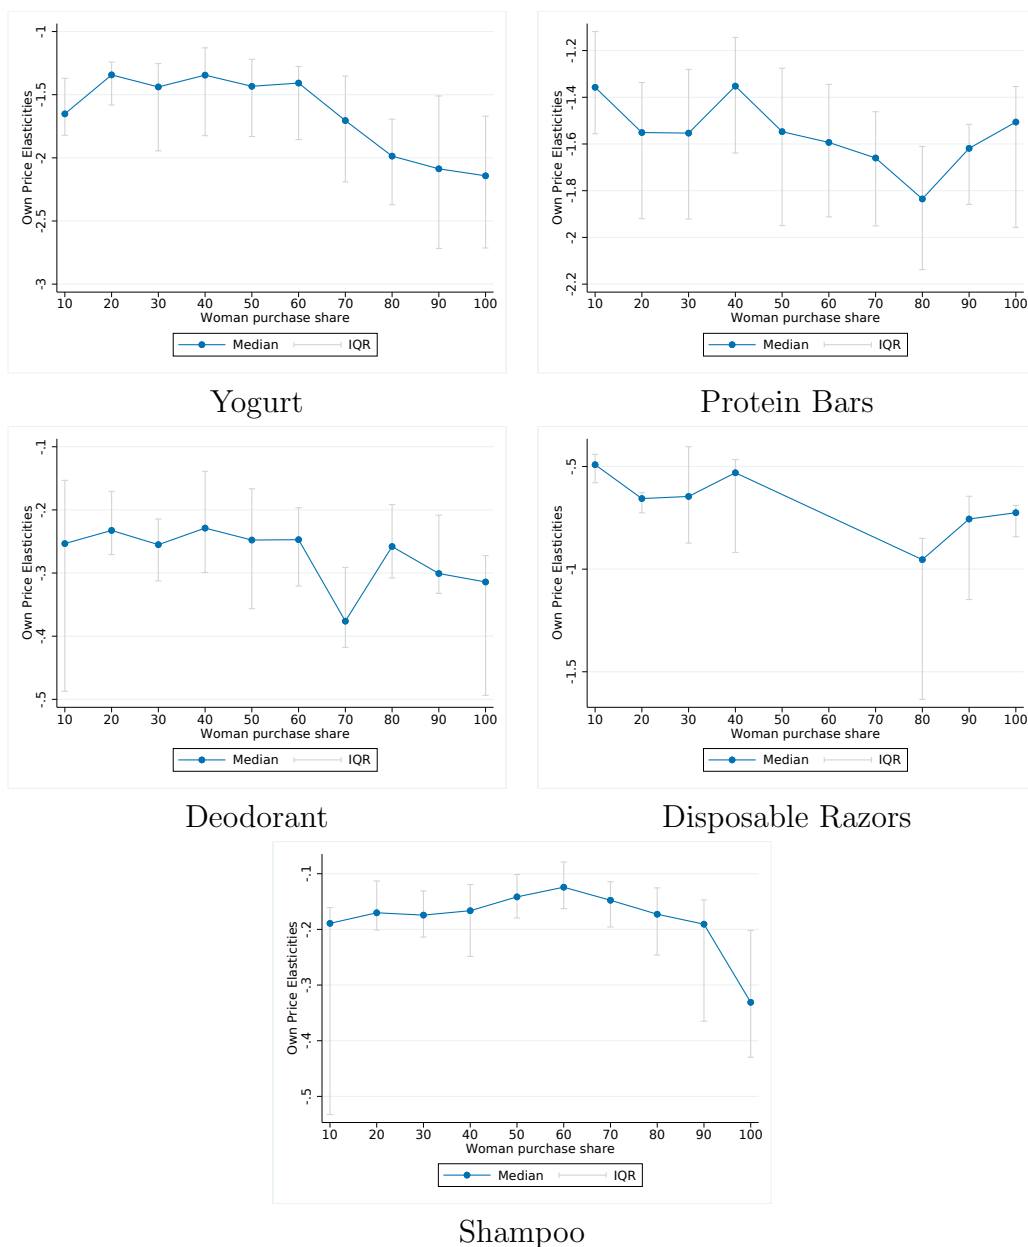 Own Price Elasticities
-1
-1.5
-2
-2.5
-3
10 20 30 40 50 60 70 80 90 100
Woman purchase share
Median IQR
Yogurt
Own Price Elasticities
-1.2
-1.4
-1.6
-1.8
-2
-2.2
10 20 30 40 50 60 70 80 90 100
Woman purchase share
Median IQR
Protein Bars
Own Price Elasticities
-.1
-.2
-.3
-.4
-.5
10 20 30 40 50 60 70 80 90 100
Woman purchase share
Median IQR
Deodorant
Own Price Elasticities
-.5
-1
-1.5
10 20 30 40 50 60 70 80 90 100
Woman purchase share
Median IQR
Disposable Razors
Own Price Elasticities
-.1
-.2
-.3
-.4
-.5
10 20 30 40 50 60 70 80 90 100
Woman purchase share
Median IQR
Shampoo